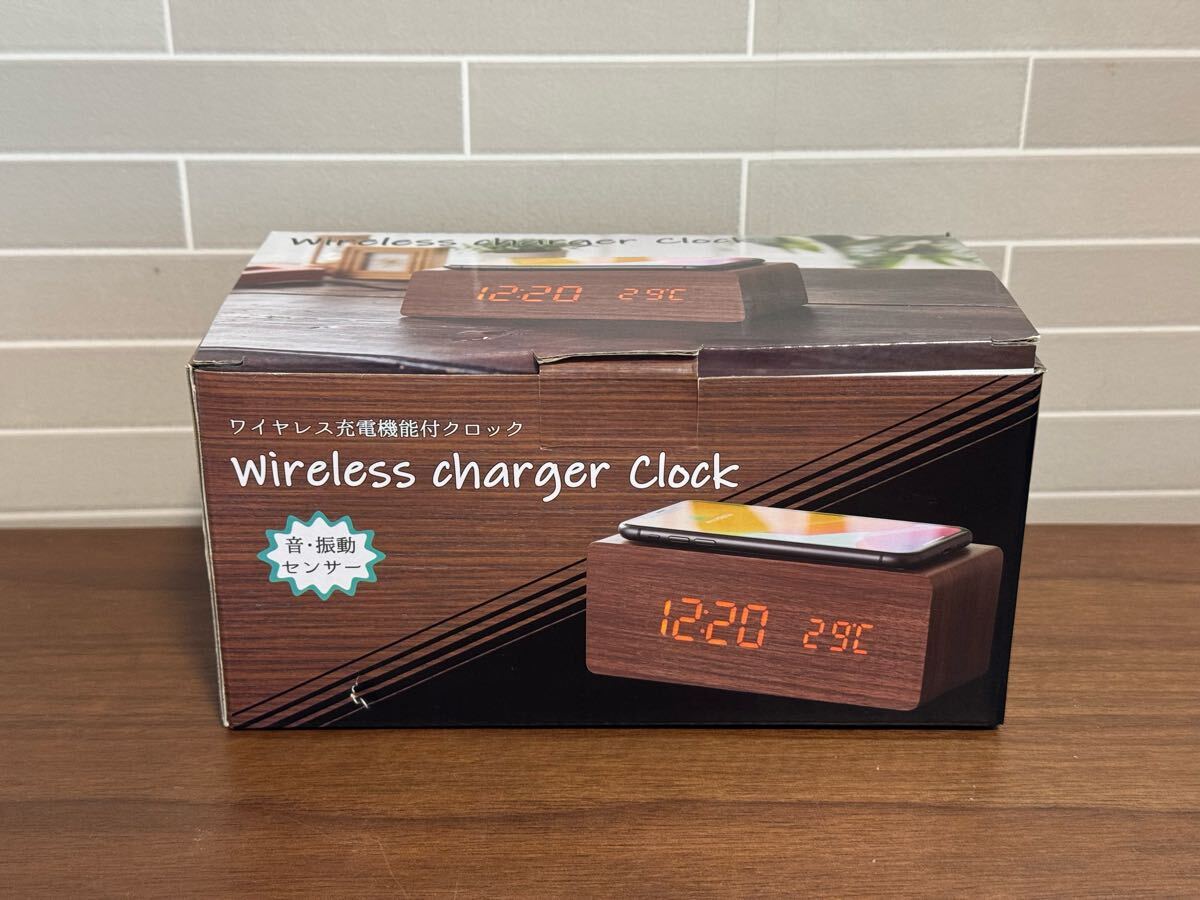 Wireless charger Clock
12:20 29℃
ワイヤレス充電機能付クロック
Wireless charger Clock
音・振動
センサー
12:20 29℃